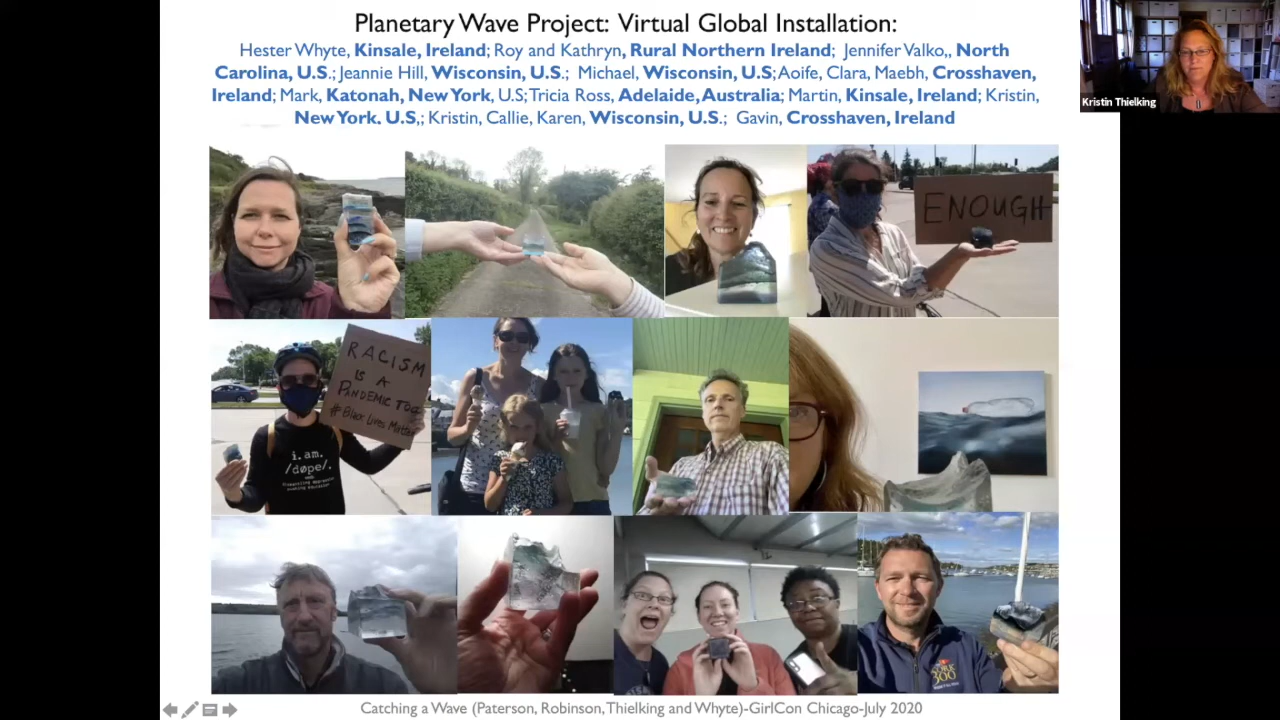 Planetary Wave Project: Virtual Global Installation:
Hester Whyte, Kinsale, Ireland; Roy and Kathryn, Rural Northern Ireland; Jennifer Valko,, North
Carolina, U.S.; Jeannie Hill, Wisconsin, U.S.; Michael, Wisconsin, U.S; Aoife, Clara, Maebh, Crosshaven,
Ireland; Mark, Katonah, New York, U.S; Tricia Ross, Adelaide, Australia; Martin, Kinsale, Ireland; Kristin,
New York. U.S,; Kristin, Callie, Karen, Wisconsin, U.S.; Gavin, Crosshaven, Ireland
Kristin Thielking
ENOUGH
RACISM
IS A
PANDEMIC TOO
#Black Lives Matter
i. am.
/døpe/.
300
Catching a Wave (Paterson, Robinson, Thielking and Whyte)-GirlCon Chicago-July 2020